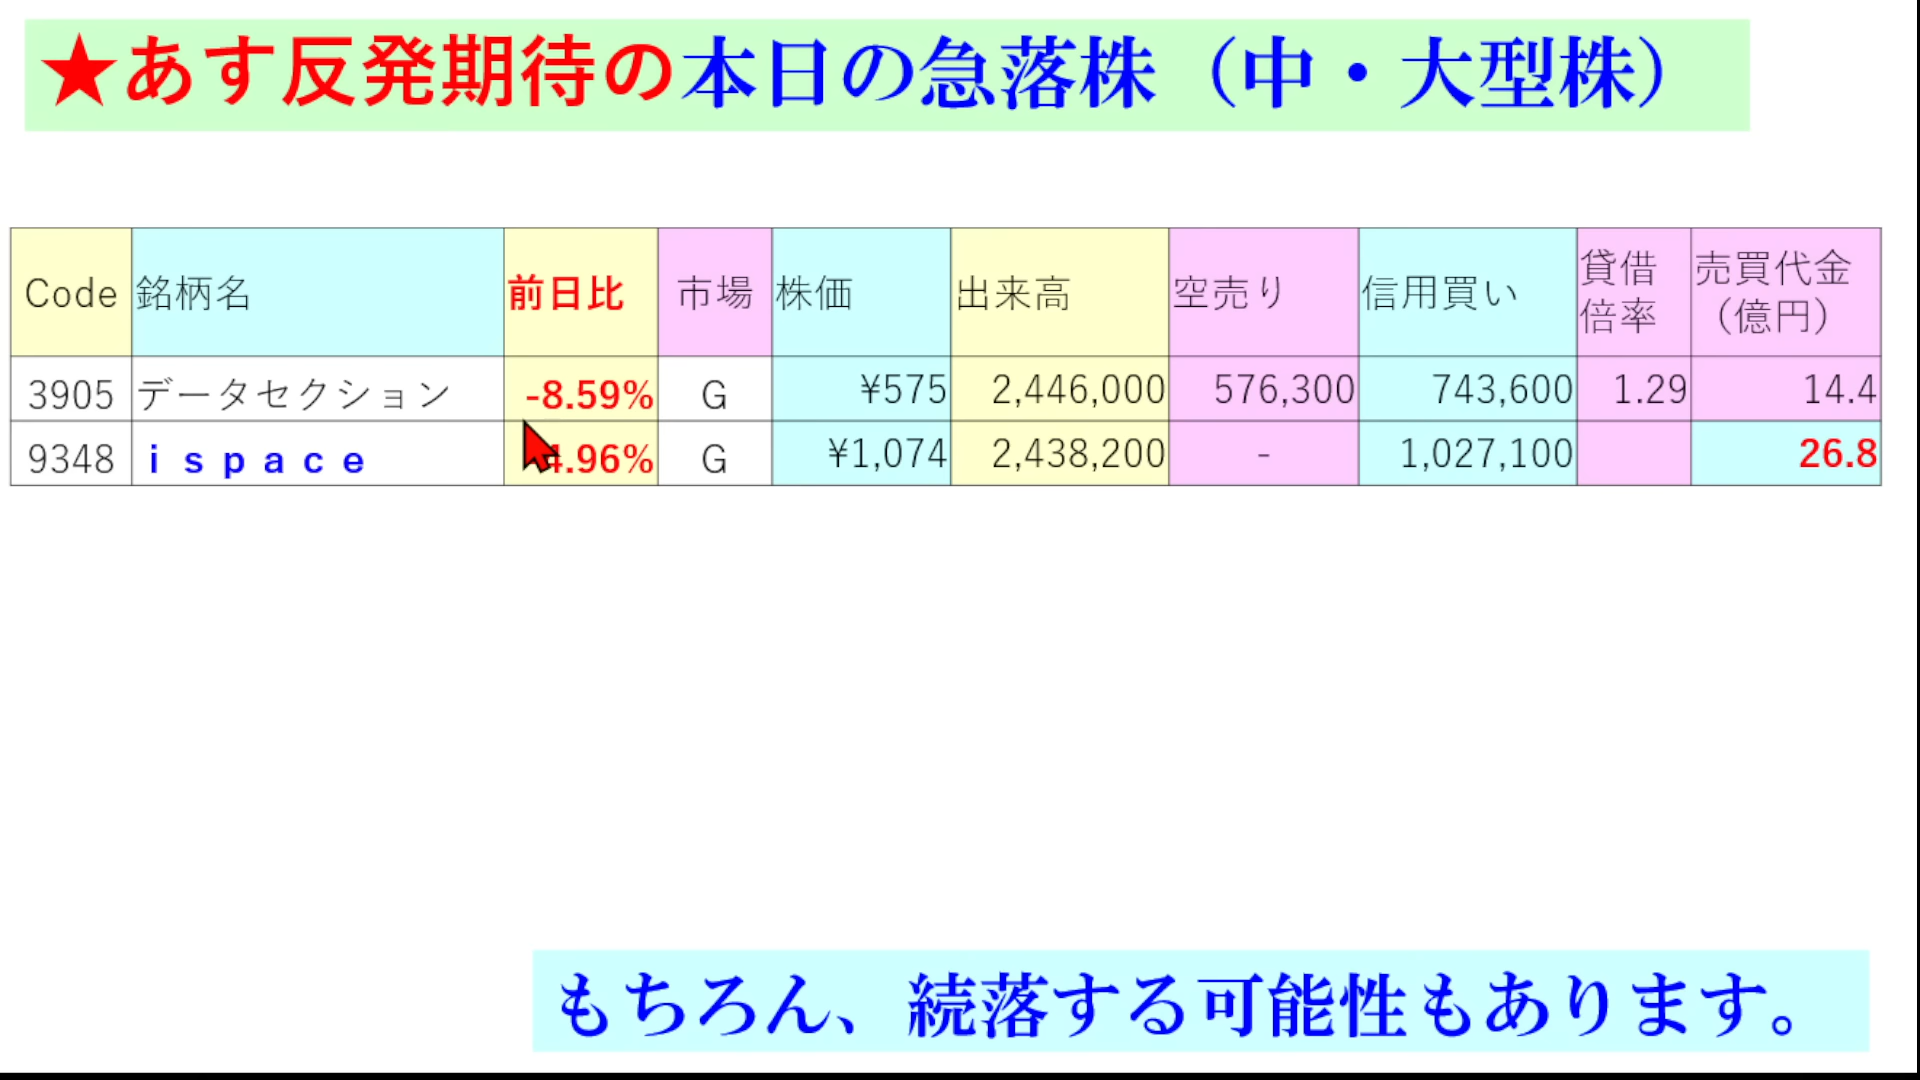 ★あす反発期待の本日の急落株（中・大型株）
Code 銘柄名 前日比 市場 株価 出来高 空売り 信用買い 貸借倍率 売買代金（億円）
3905 データセクション -8.59% G ¥575 2,446,000 576,300 743,600 1.29 14.4
9348 ｉｓｐａｃｅ 4.96% G ¥1,074 2,438,200 - 1,027,100 26.8
もちろん、続落する可能性もあります。